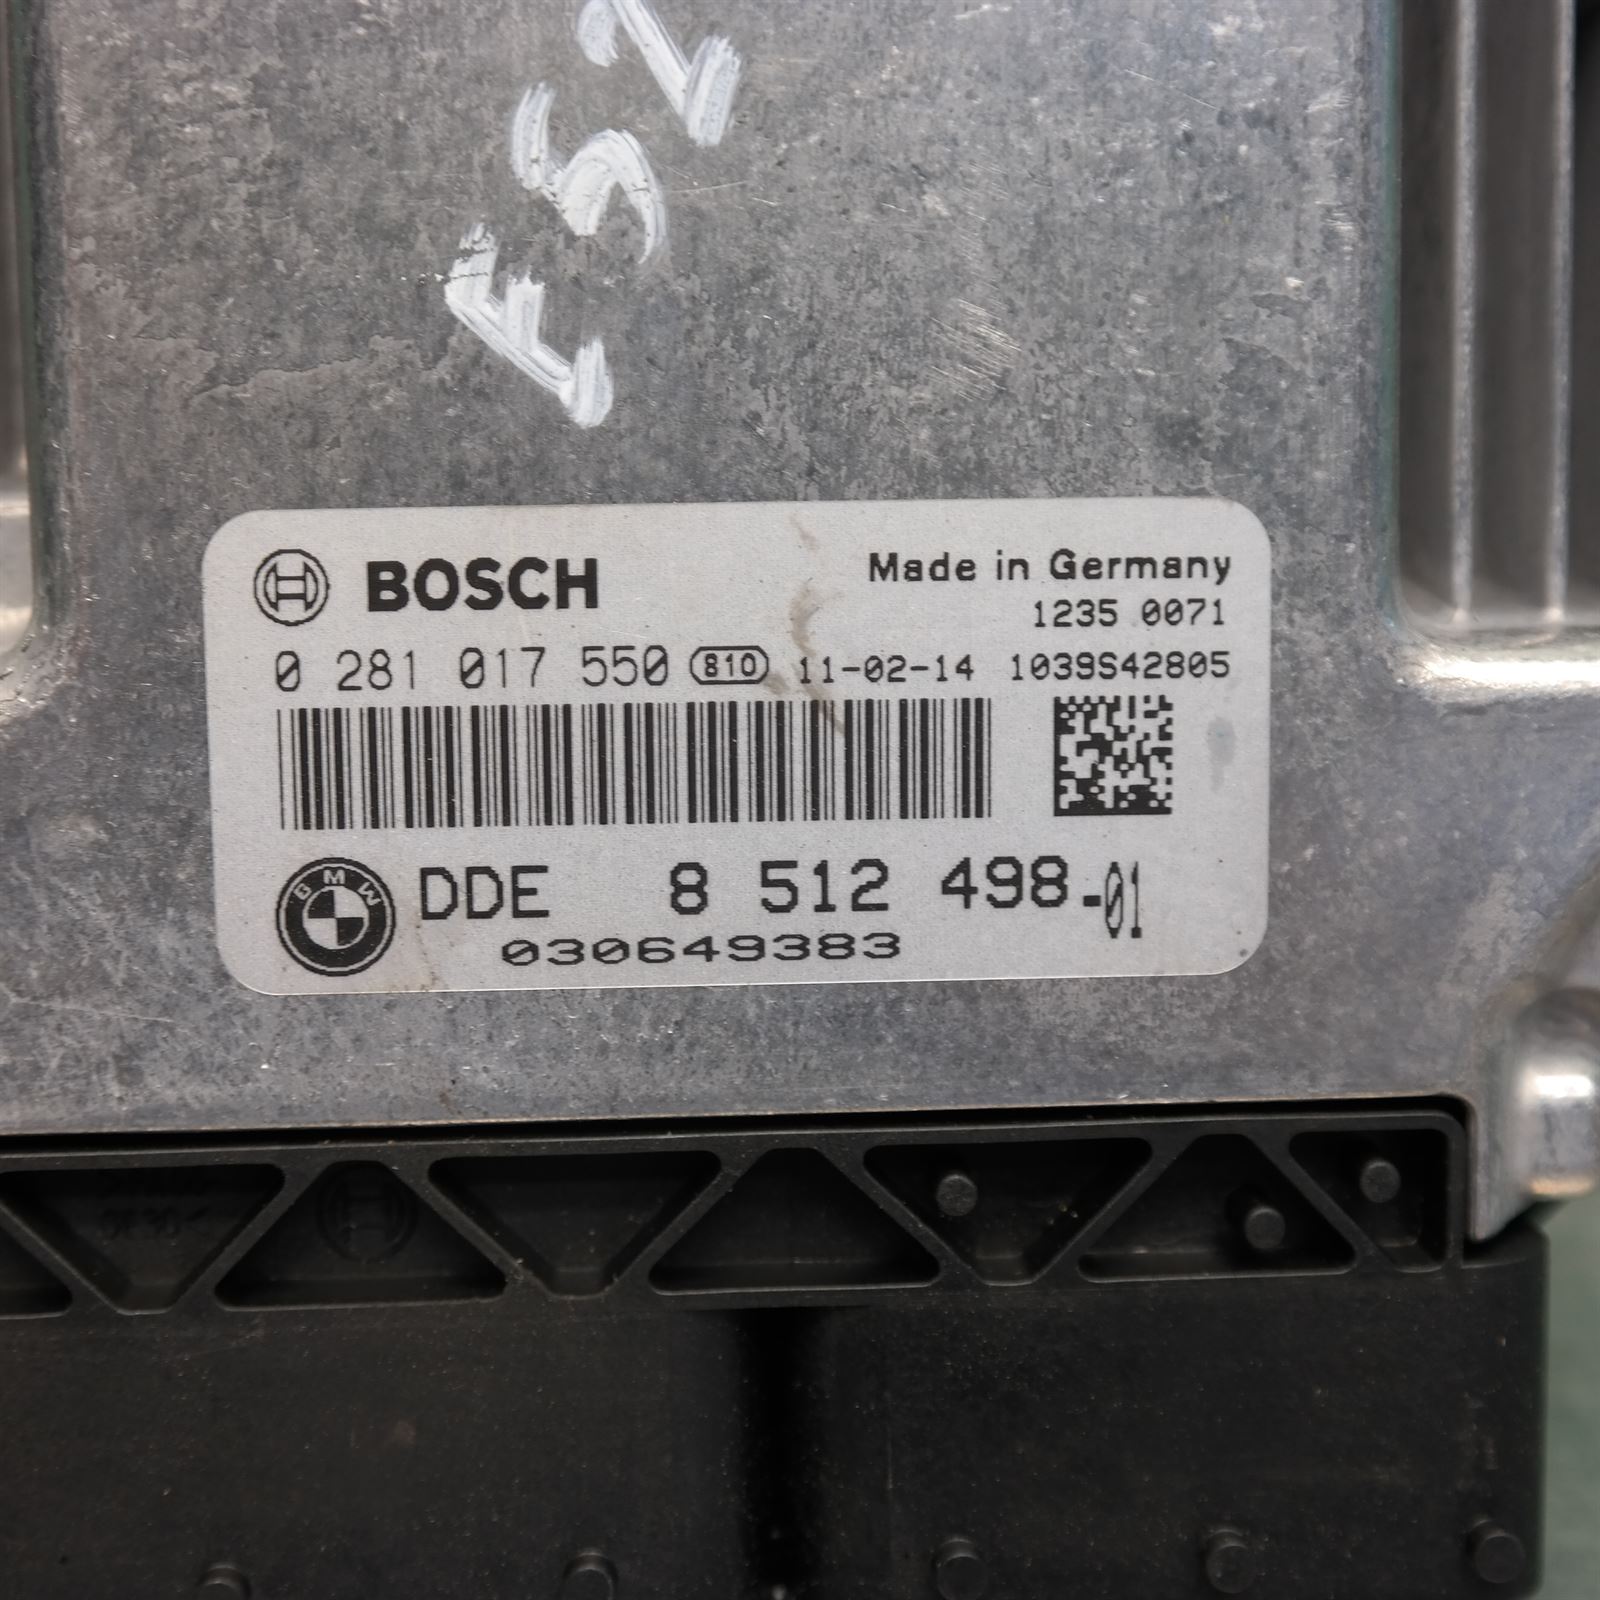 BOSCH
Made in Germany
1235 0071
0 281 017 550 810 11-02-14 1039S42805
BMW
DDE 8 512 498-01
030649383